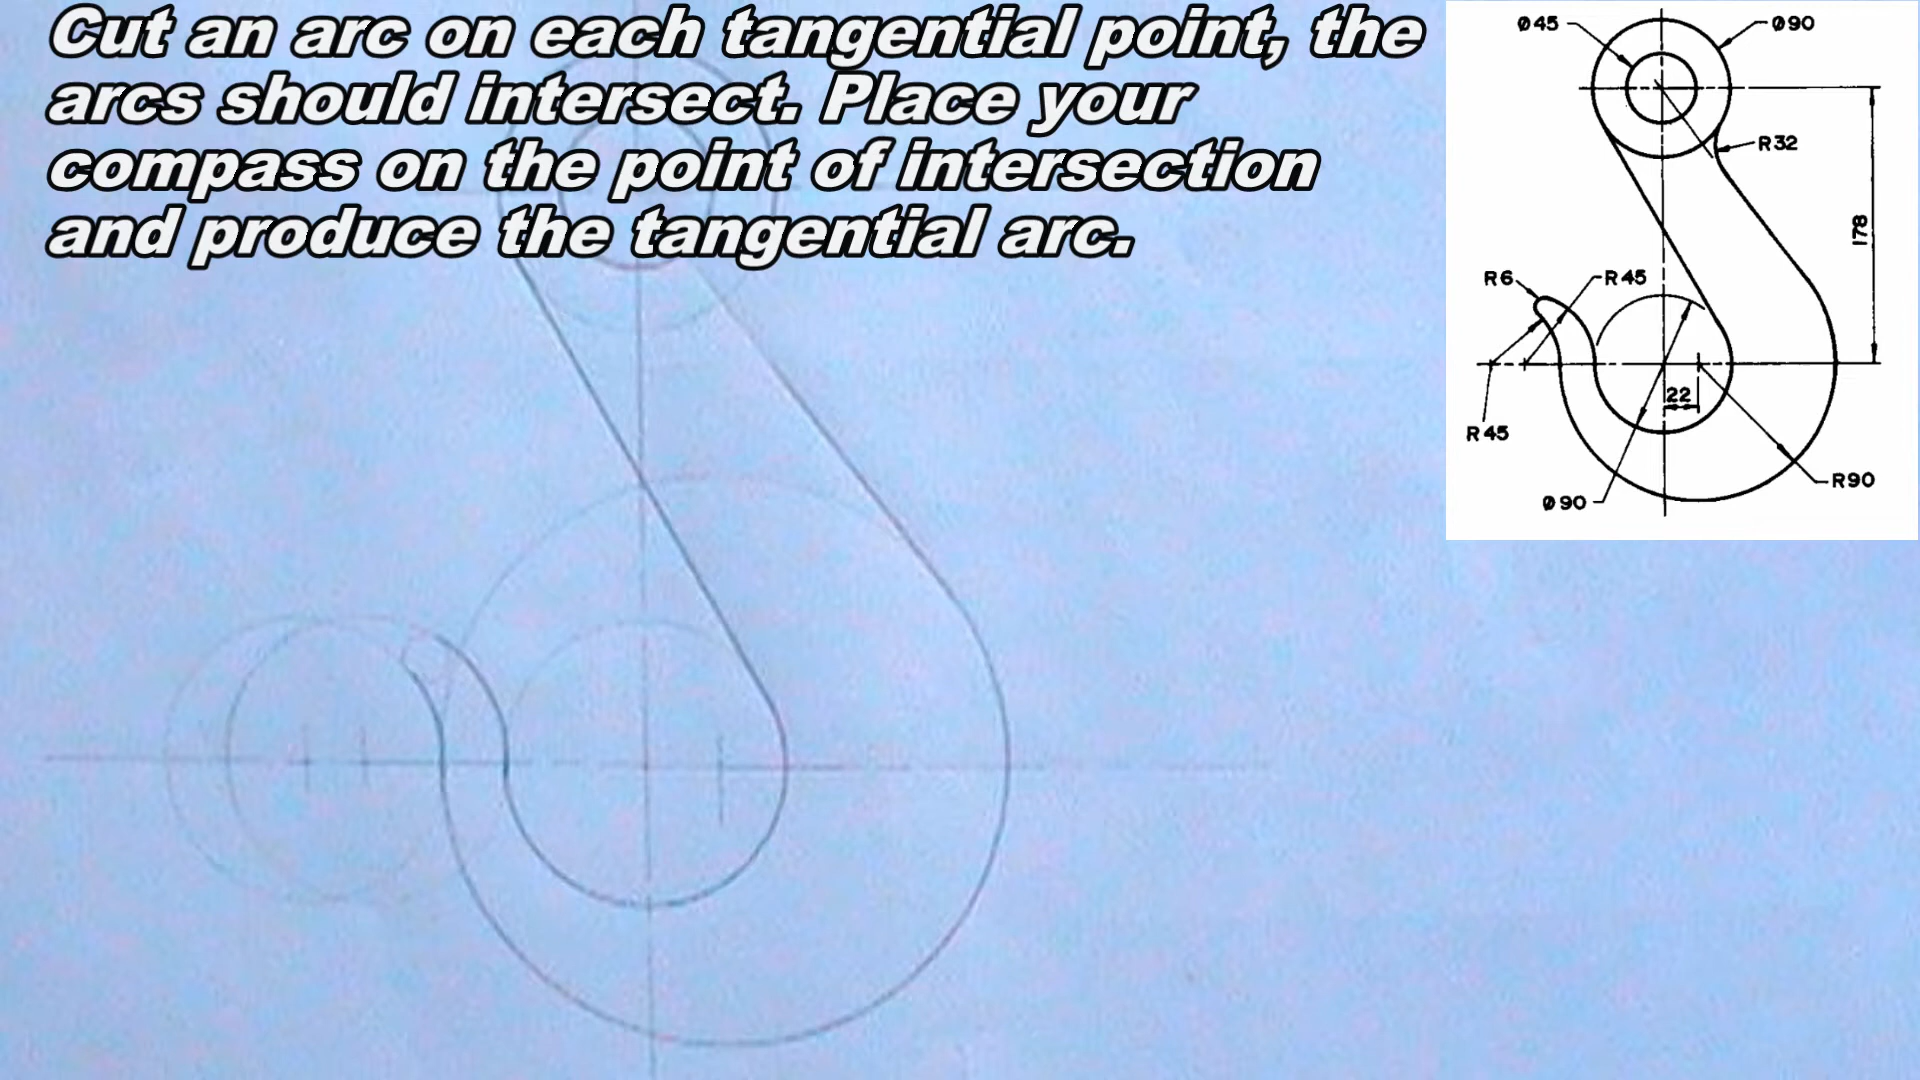 Cut an arc on each tangential point, the
arcs should intersect. Place your
compass on the point of intersection
and produce the tangential arc.
Ø45
Ø90
R32
178
R6
R45
22
R45
R90
Ø90